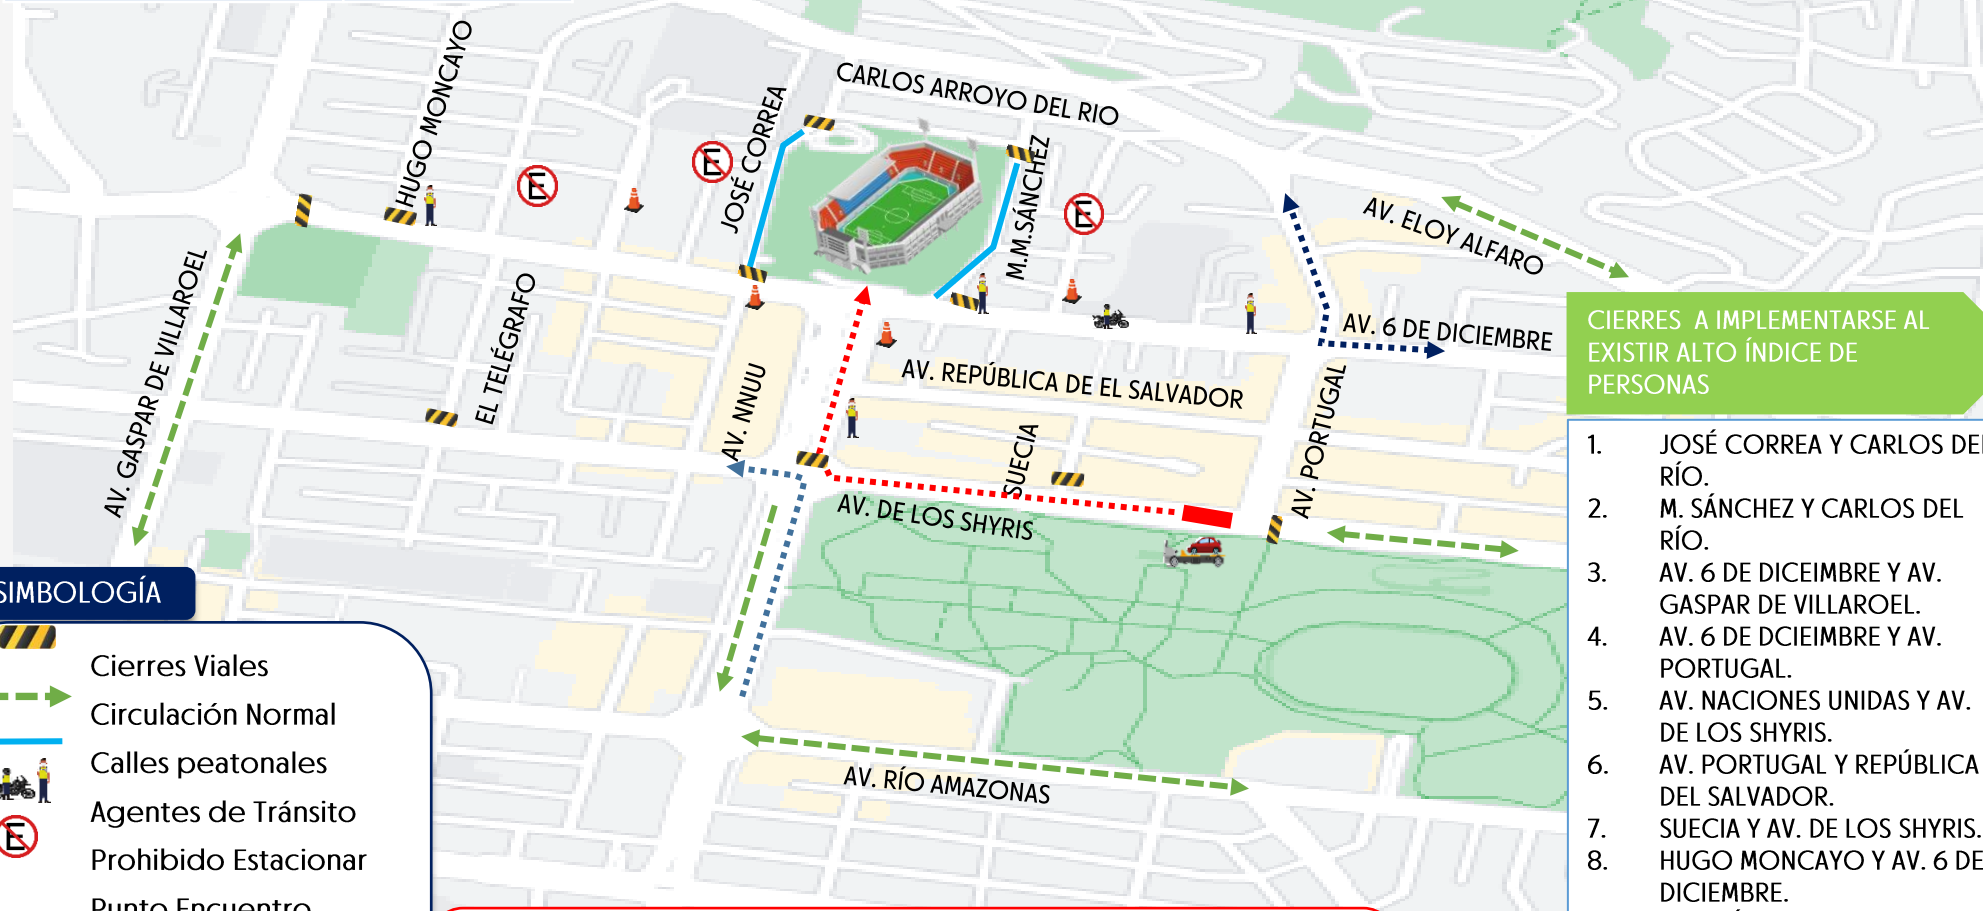 HUGO MONCAYO
JOSÉ CORREA
CARLOS ARROYO DEL RIO
M.M.SÁNCHEZ
E
E
E
AV. ELOY ALFARO
AV. GASPAR DE VILLAROEL
EL TELÉGRAFO
AV. NNUU
AV. 6 DE DICIEMBRE
AV. REPÚBLICA DE EL SALVADOR
SUECIA
AV. PORTUGAL
AV. DE LOS SHYRIS
AV. RÍO AMAZONAS
CIERRES A IMPLEMENTARSE AL
EXISTIR ALTO ÍNDICE DE
PERSONAS
1. JOSÉ CORREA Y CARLOS DEL
RÍO.
2. M. SÁNCHEZ Y CARLOS DEL
RÍO.
3. AV. 6 DE DICEIMBRE Y AV.
GASPAR DE VILLAROEL.
4. AV. 6 DE DCIEIMBRE Y AV.
PORTUGAL.
5. AV. NACIONES UNIDAS Y AV.
DE LOS SHYRIS.
6. AV. PORTUGAL Y REPÚBLICA
DEL SALVADOR.
7. SUECIA Y AV. DE LOS SHYRIS.
8. HUGO MONCAYO Y AV. 6 DE
DICIEMBRE.
SIMBOLOGÍA
Cierres Viales
Circulación Normal
Calles peatonales
Agentes de Tránsito
E
Prohibido Estacionar
Punto Encuentro